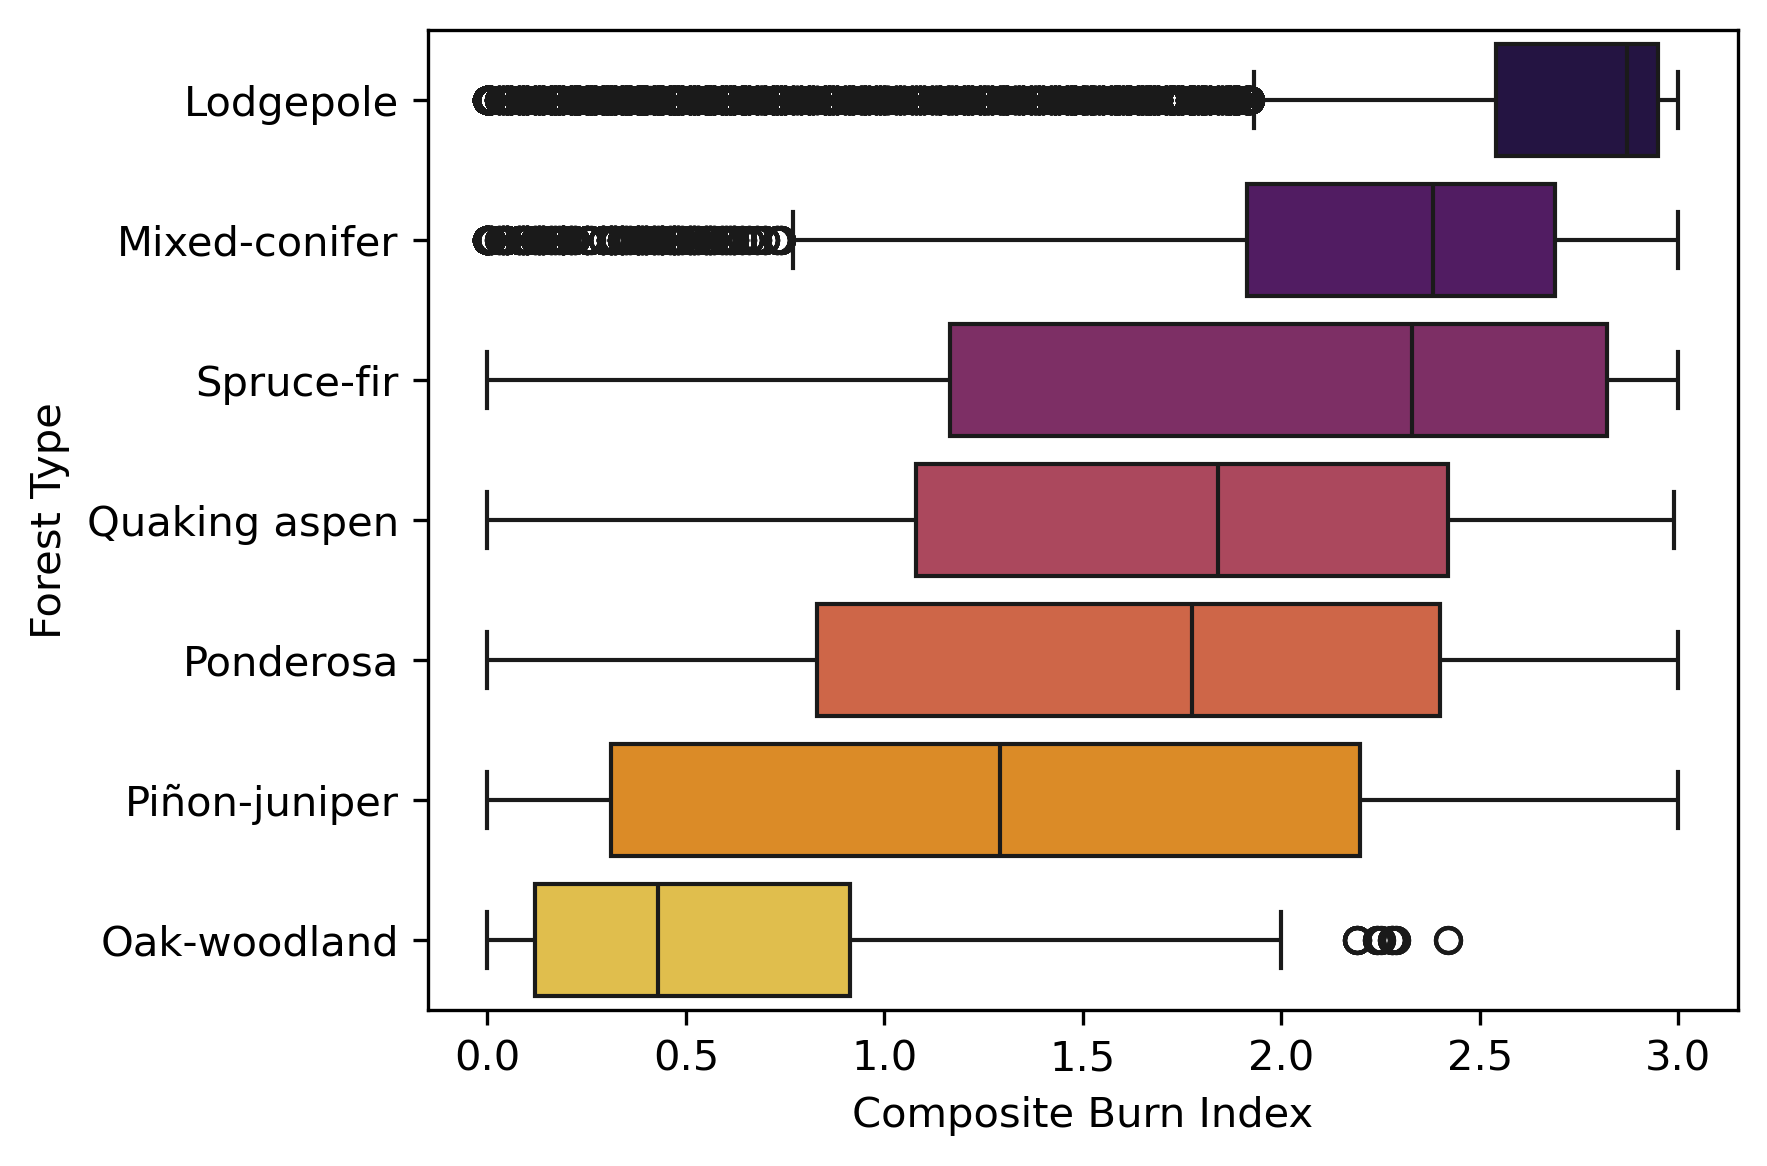 Lodgepole
Mixed-conifer
Spruce-fir
Quaking aspen
Ponderosa
Piñon-juniper
Oak-woodland
Forest Type
0.0 0.5 1.0 1.5 2.0 2.5 3.0
Composite Burn Index